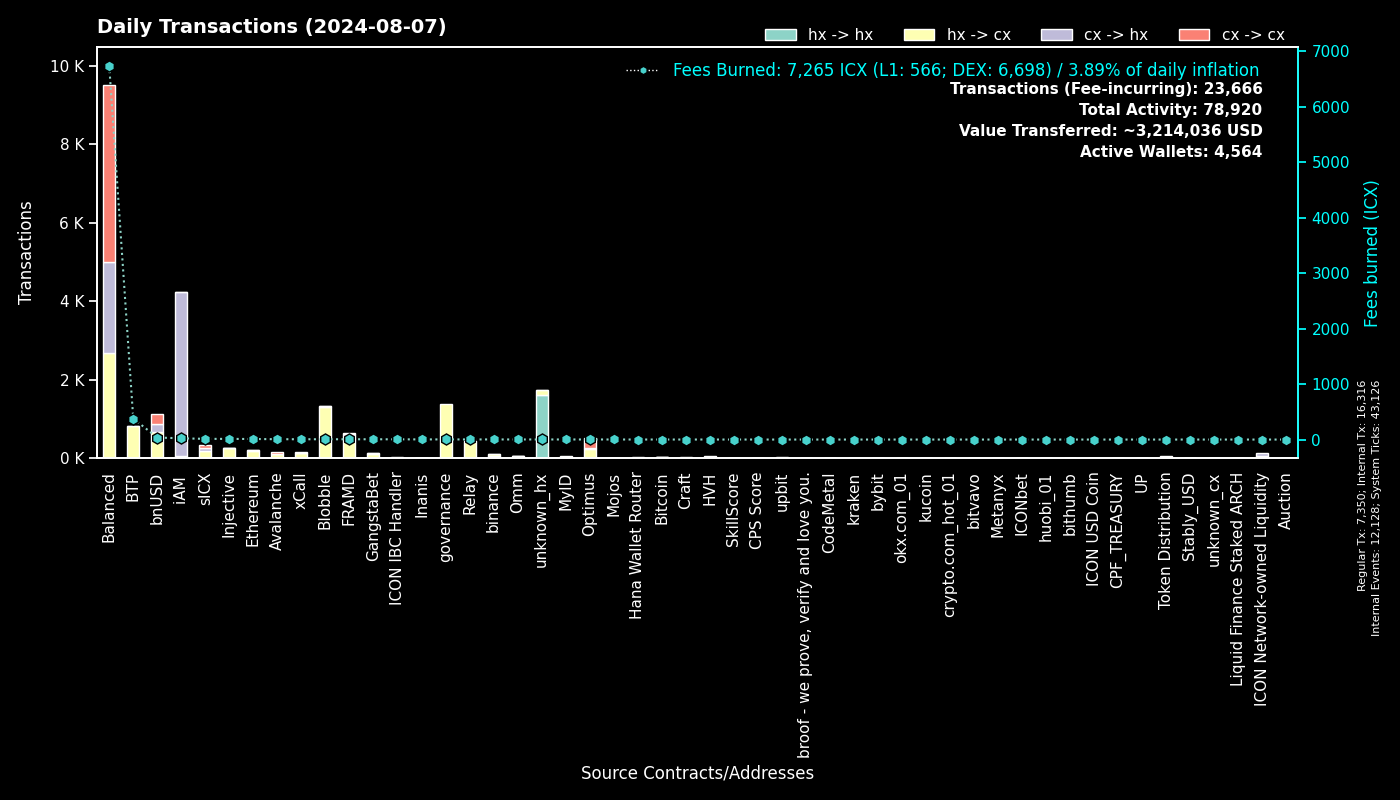 Daily Transactions (2024-08-07)
hx -> hx
hx -> cx
cx -> hx
cx -> cx
Fees Burned: 7,265 ICX (L1: 566; DEX: 6,698) / 3.89% of daily inflation
Transactions (Fee-incurring): 23,666
Total Activity: 78,920
Value Transferred: ~3,214,036 USD
Active Wallets: 4,564
Transactions
10 K
8 K
6 K
4 K
2 K
0 K
7000
6000
5000
4000
3000
2000
1000
0
Fees burned (ICX)
Regular Tx: 7,350; Internal Tx: 16,316
Internal Events: 12,128; System Ticks: 43,126
Balanced
BTP
bnUSD
iAM
sICX
Injective
Ethereum
Avalanche
xCall
Blobble
FRAMD
GangstaBet
ICON IBC Handler
Inanis
governance
Relay
binance
Omm
unknown_hx
MyID
Optimus
Mojos
Hana Wallet Router
Bitcoin
Craft
HVH
SkillScore
CPS Score
upbit
broof - we prove, verify and love you.
CodeMetal
kraken
bybit
okx.com_01
kucoin
crypto.com_hot_01
bitvavo
Metanyx
ICONbet
huobi_01
bithumb
ICON USD Coin
CPF_TREASURY
UP
Token Distribution
Stably_USD
unknown_cx
Liquid Finance Staked ARCH
ICON Network-owned Liquidity
Auction
Source Contracts/Addresses